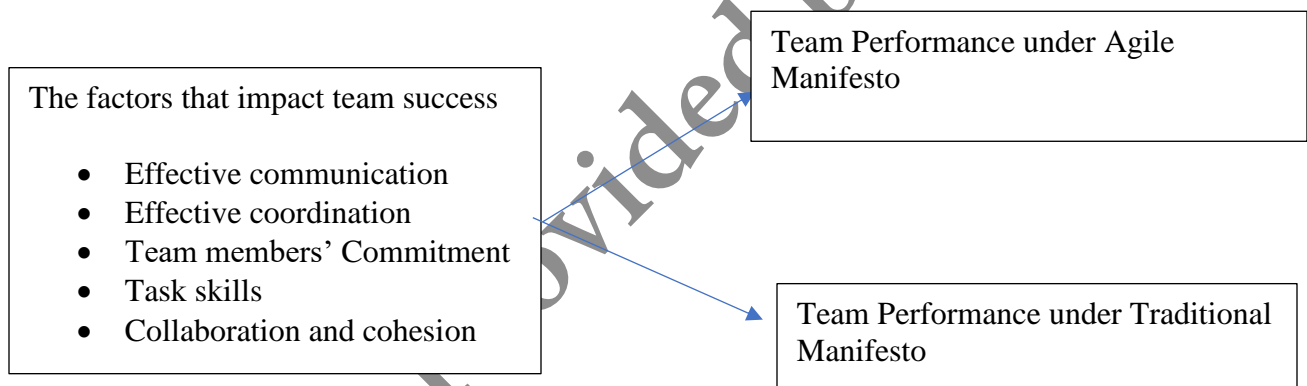 Team Performance under Agile
Manifesto
The factors that impact team success
• Effective communication
• Effective coordination
• Team members’ Commitment
• Task skills
• Collaboration and cohesion
Team Performance under Traditional
Manifesto